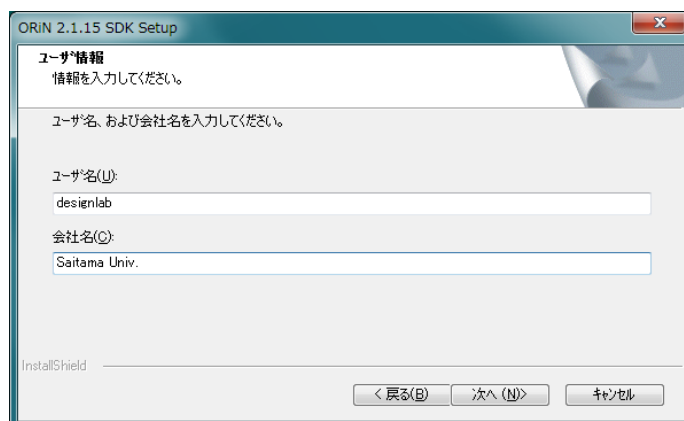 ORiN 2.1.15 SDK Setup
ユーザ情報
情報を入力してください。
ユーザ名、および会社名を入力してください。
ユーザ名(U):
designlab
会社名(C):
Saitama Univ.
InstallShield
< 戻る(B)
次へ (N)>
キャンセル